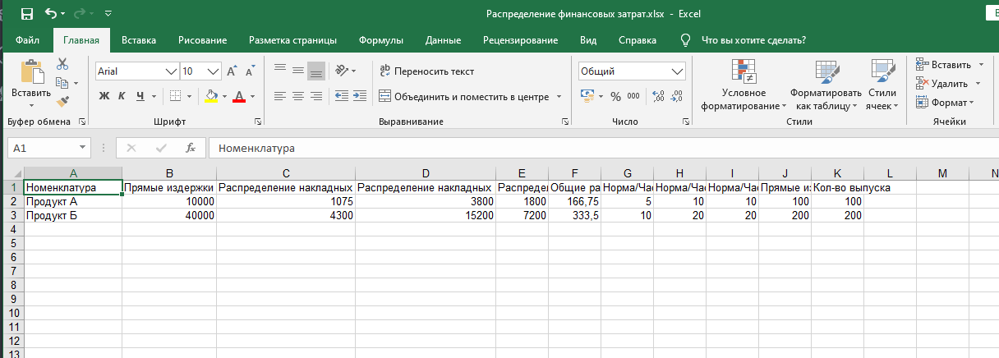 Распределение финансовых затрат.xlsx - Excel
Файл Главная Вставка Рисование Разметка страницы Формулы Данные Рецензирование Вид Справка Что вы хотите сделать?
Вставить
Буфер обмена
Arial 10
Ж К Ч
Шрифт
Переносить текст
Объединить и поместить в центре
Выравнивание
Общий
% 000
Число
Условное форматирование
Форматировать как таблицу
Стили ячеек
Стили
Вставить
Удалить
Формат
Ячейки
A1 fx Номенклатура
A B C D E F G H I J K L M N
1 Номенклатура Прямые издержки Распределение накладных Распределение накладных Распредел Общие ра Норма/Час Норма/Час Норма/Час Прямые из Кол-во выпуска
2 Продукт А 10000 1075 3800 1800 166,75 5 10 10 100 100
3 Продукт Б 40000 4300 15200 7200 333,5 10 20 20 200 200
4
5
6
7
8
9
10
11
12
13